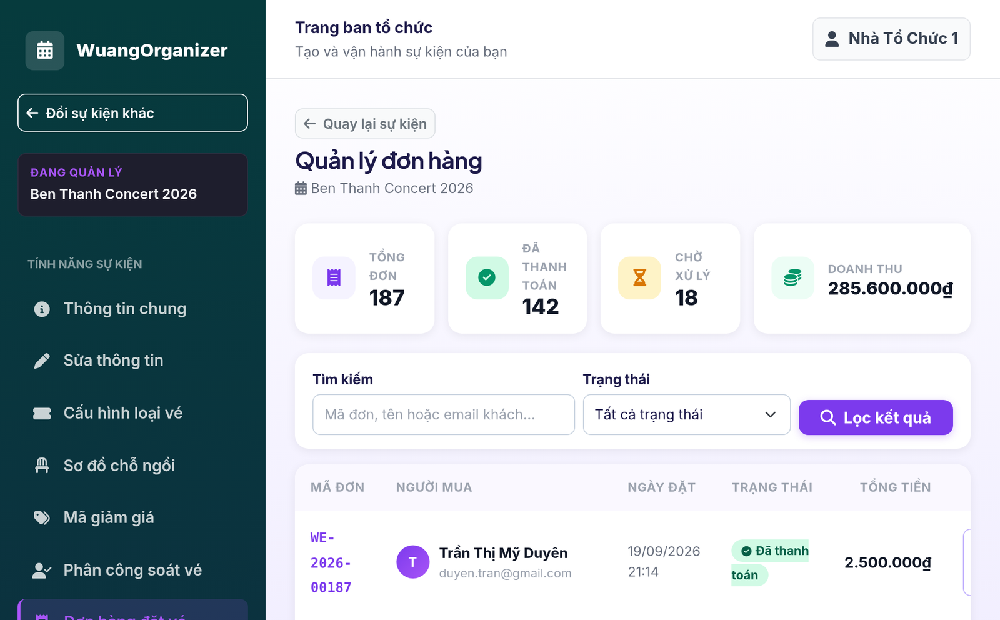 WuangOrganizer
Đổi sự kiện khác
ĐANG QUẢN LÝ
Ben Thanh Concert 2026
TÍNH NĂNG SỰ KIỆN
Thông tin chung
Sửa thông tin
Cấu hình loại vé
Sơ đồ chỗ ngồi
Mã giảm giá
Phân công soát vé
Đơn hàng đặt vé
Trang ban tổ chức
Tạo và vận hành sự kiện của bạn
Nhà Tổ Chức 1
Quay lại sự kiện
Quản lý đơn hàng
Ben Thanh Concert 2026
TỔNG
ĐƠN
187
ĐÃ
THANH
TOÁN
142
CHỜ
XỬ LÝ
18
DOANH THU
285.600.000₫
Tìm kiếm
Mã đơn, tên hoặc email khách...
Trạng thái
Tất cả trạng thái
Lọc kết quả
MÃ ĐƠN NGƯỜI MUA NGÀY ĐẶT TRẠNG THÁI TỔNG TIỀN
WE-
2026-
00187
T
Trần Thị Mỹ Duyên
duyen.tran@gmail.com
19/09/2026
21:14
Đã thanh
toán
2.500.000₫